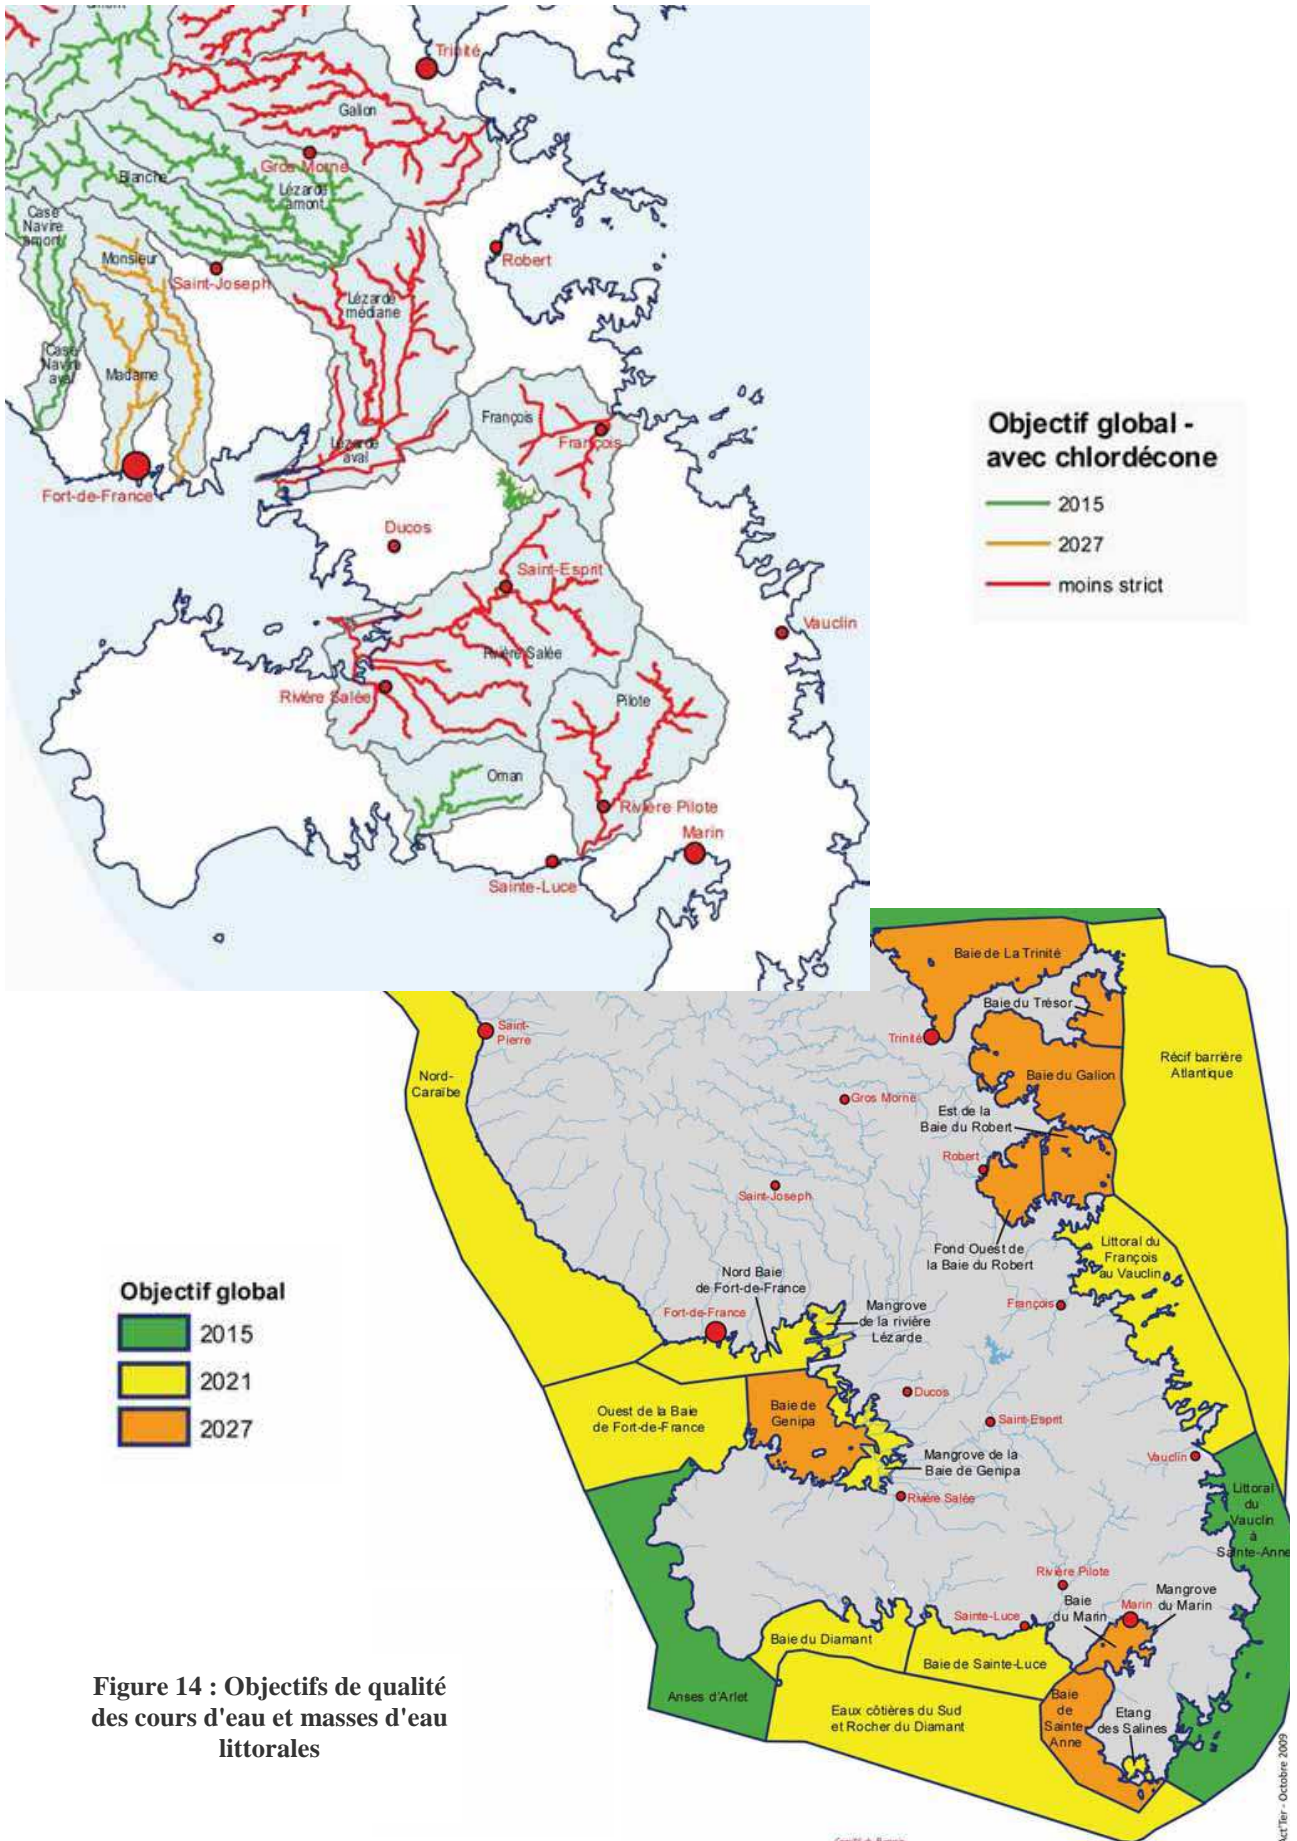 Trinité
Galion
Gros Morne
Blanche
Lézarde
amont
Case
Navire
amont
Monsieur
Saint-Joseph
Robert
Lézarde
médiane
Case
Navire
aval
Madame
François
François
Lézarde
aval
Fort-de-France
Ducos
Saint-Esprit
Vauclin
Rivière Salée
Rivière Salée
Pilote
Oman
Rivière Pilote
Marin
Sainte-Luce
Objectif global -
avec chlordécone
2015
2027
moins strict
Baie de La Trinité
Baie du Trésor
Saint-
Pierre
Trinité
Récif barrière
Atlantique
Nord-
Caraïbe
Baie du Galion
Gros Morne
Est de la
Baie du Robert
Robert
Saint-Joseph
Fond Ouest de
la Baie du Robert
Littoral du
François
au Vauclin
Nord Baie
de Fort-de-France
Fort-de-France
Mangrove
de la rivière
Lézarde
François
Objectif global
2015
2021
2027
Ducos
Ouest de la Baie
de Fort-de-France
Baie de
Genipa
Saint-Esprit
Mangrove de la
Baie de Genipa
Vauclin
Rivière Salée
Littoral
du
Vauclin
à
Sainte-Anne
Rivière Pilote
Baie
du Marin
Marin
Mangrove
du Marin
Sainte-Luce
Baie du Diamant
Baie de Sainte-Luce
Anses d'Arlet
Eaux côtières du Sud
et Rocher du Diamant
Baie
de
Sainte
Anne
Etang
des Salines
Figure 14 : Objectifs de qualité
des cours d'eau et masses d'eau
littorales
Act'Ter - Octobre 2009